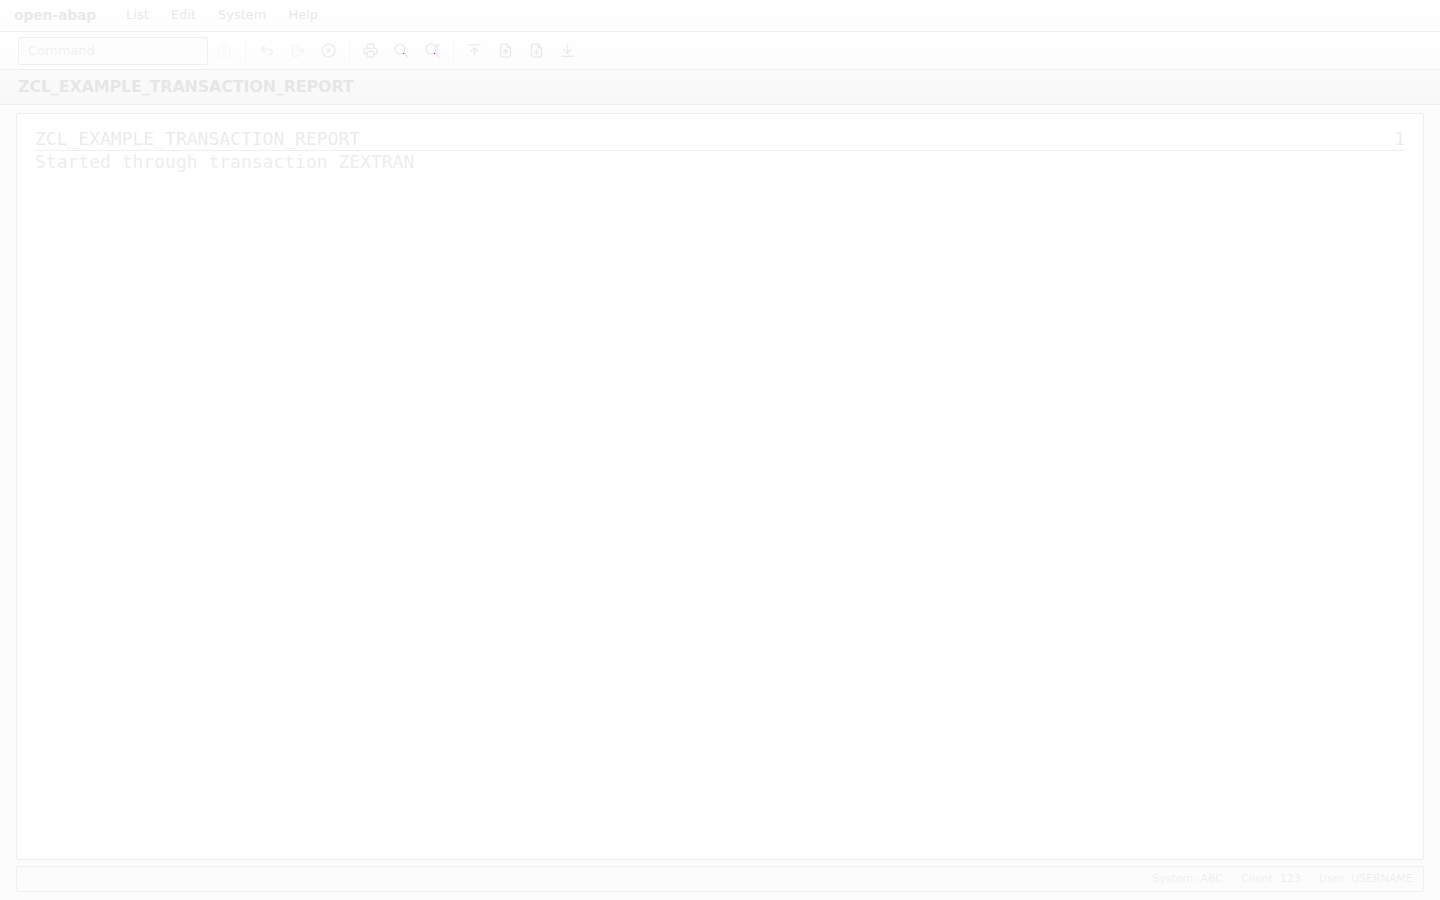 open-abap List Edit System Help
Command
ZCL_EXAMPLE_TRANSACTION_REPORT
ZCL_EXAMPLE_TRANSACTION_REPORT 1
Started through transaction ZEXTRAN
System: ABC Client: 123 User: USERNAME